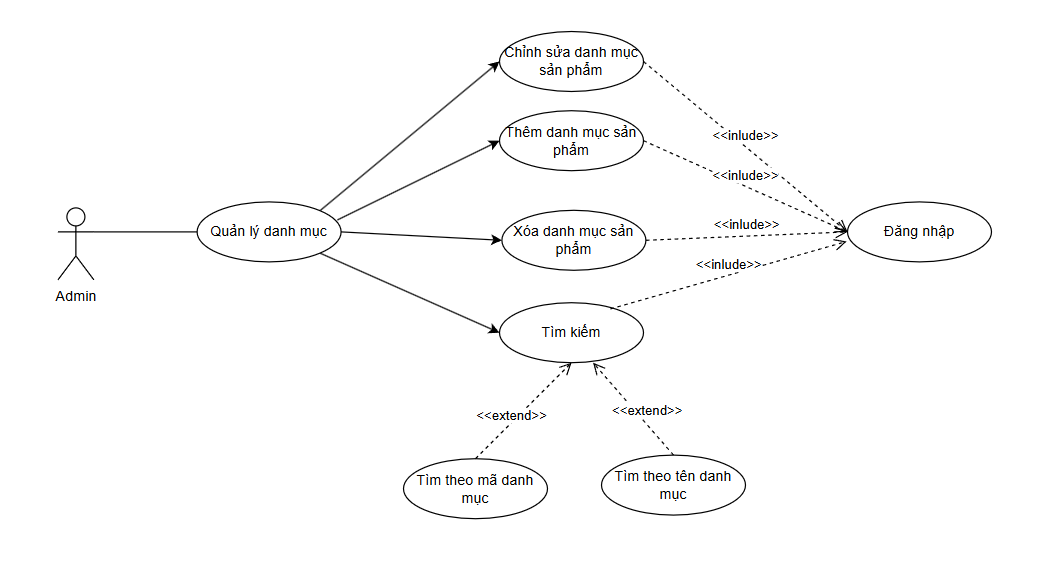 Chỉnh sửa danh mục
sản phẩm
<<inlude>>
Thêm danh mục sản
phẩm
<<inlude>>
Admin
Quản lý danh mục
Xóa danh mục sản
phẩm
<<inlude>>
Đăng nhập
<<inlude>>
Tìm kiếm
<<extend>>
<<extend>>
Tìm theo mã danh
mục
Tìm theo tên danh
mục